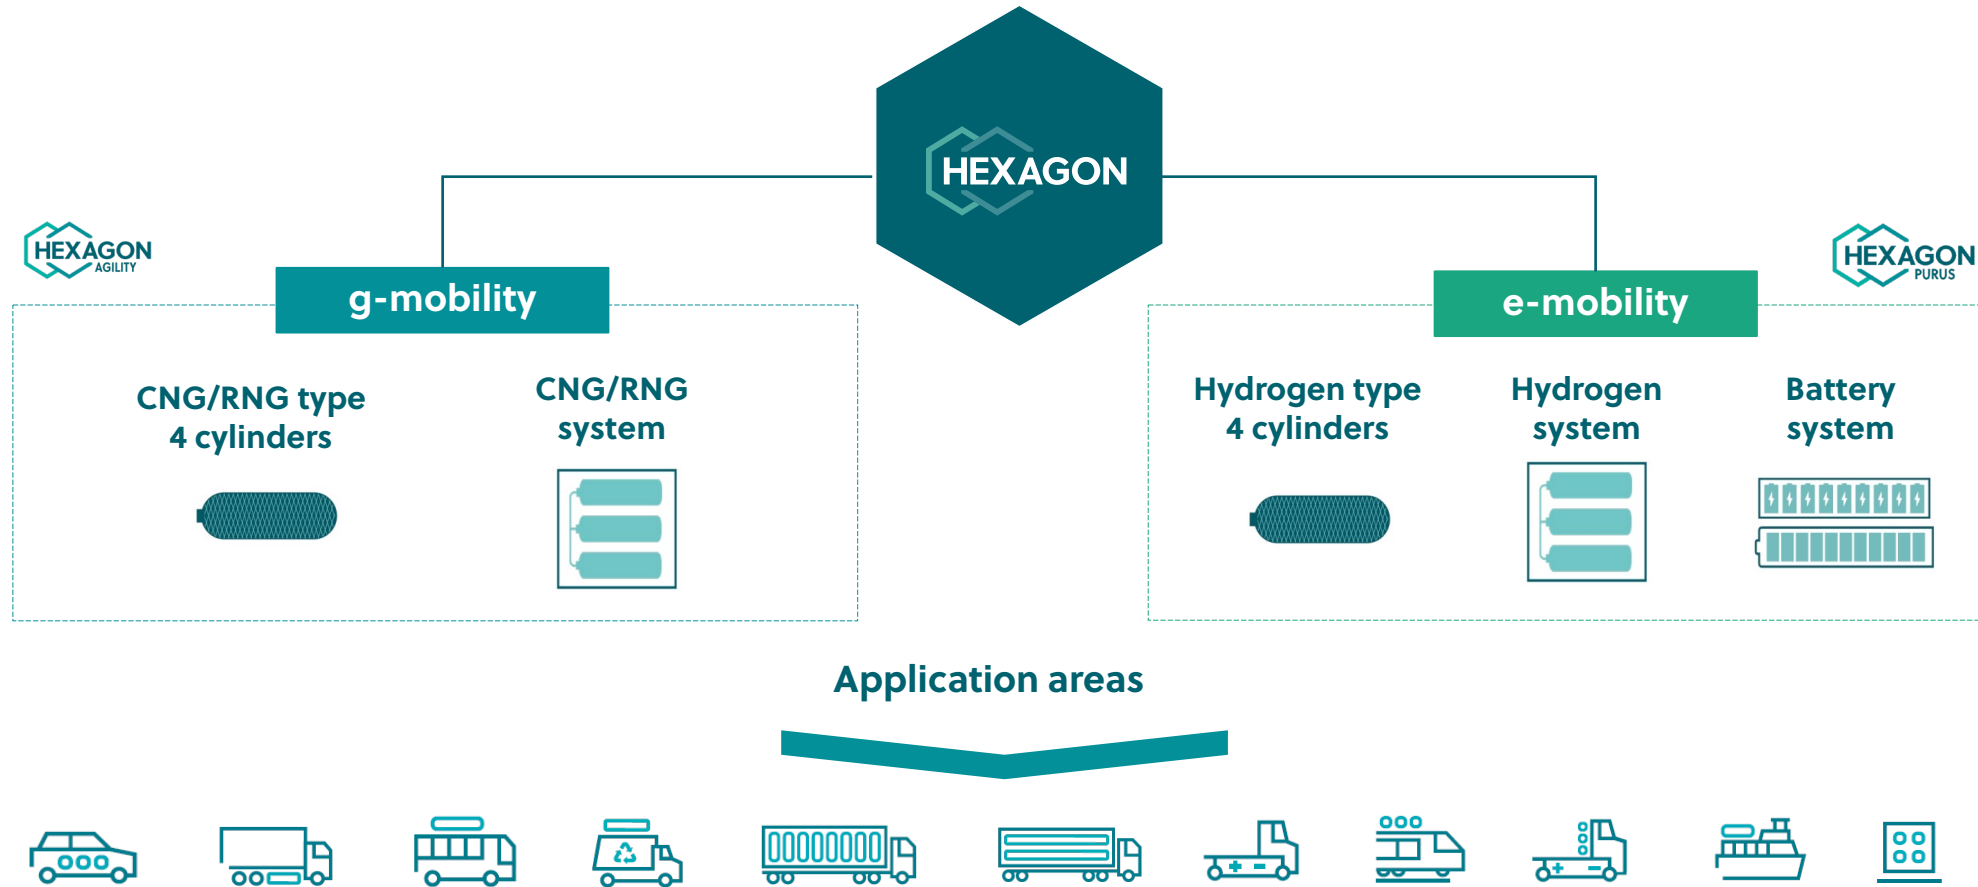 HEXAGON
HEXAGON
AGILITY
HEXAGON
PURUS
g-mobility
e-mobility
CNG/RNG type
4 cylinders
CNG/RNG
system
Hydrogen type
4 cylinders
Hydrogen
system
Battery
system
Application areas